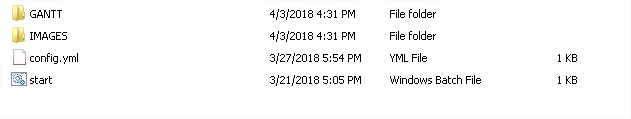 GANTT 4/3/2018 4:31 PM File folder
IMAGES 4/3/2018 4:31 PM File folder
config.yml 3/27/2018 5:54 PM YML File 1 KB
start 3/21/2018 5:05 PM Windows Batch File 1 KB